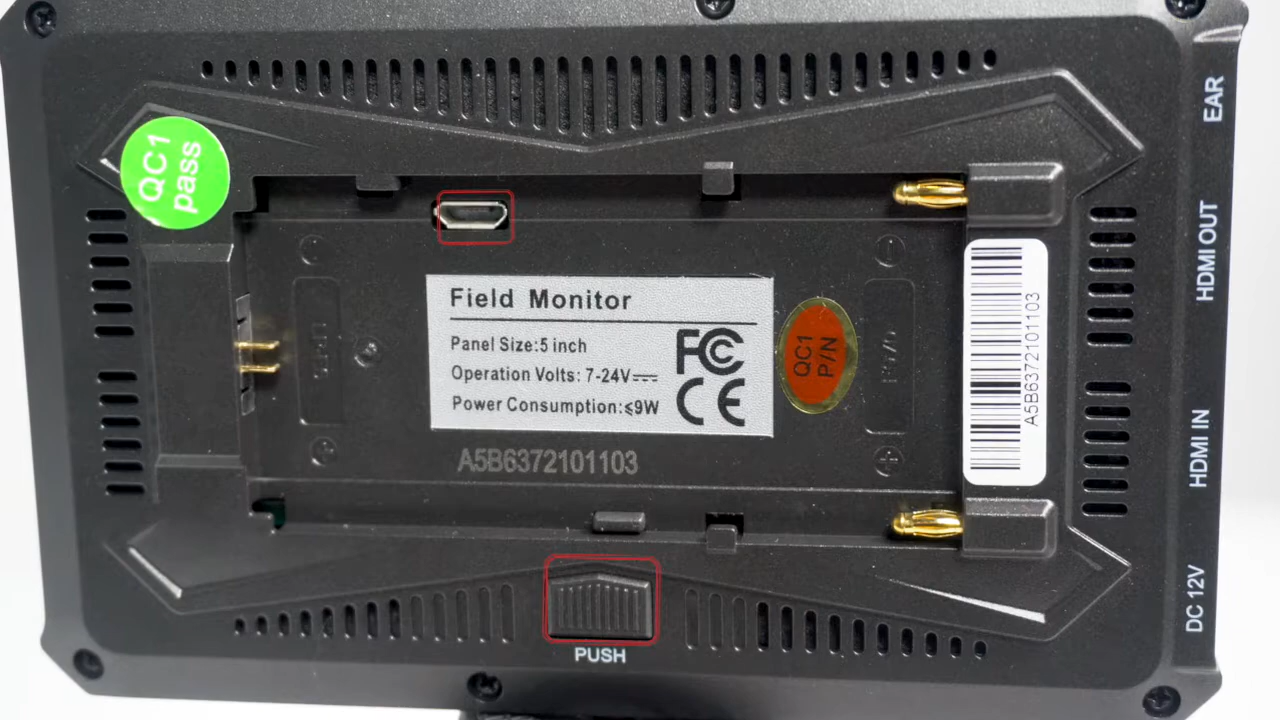 QC1
pass
Field Monitor
Panel Size:5 inch
Operation Volts: 7-24V
Power Consumption:≤9W
FC
CE
QC1
P/N
A5B6372101103
A5B6372101103
PUSH
EAR
HDMI OUT
HDMI IN
DC 12V